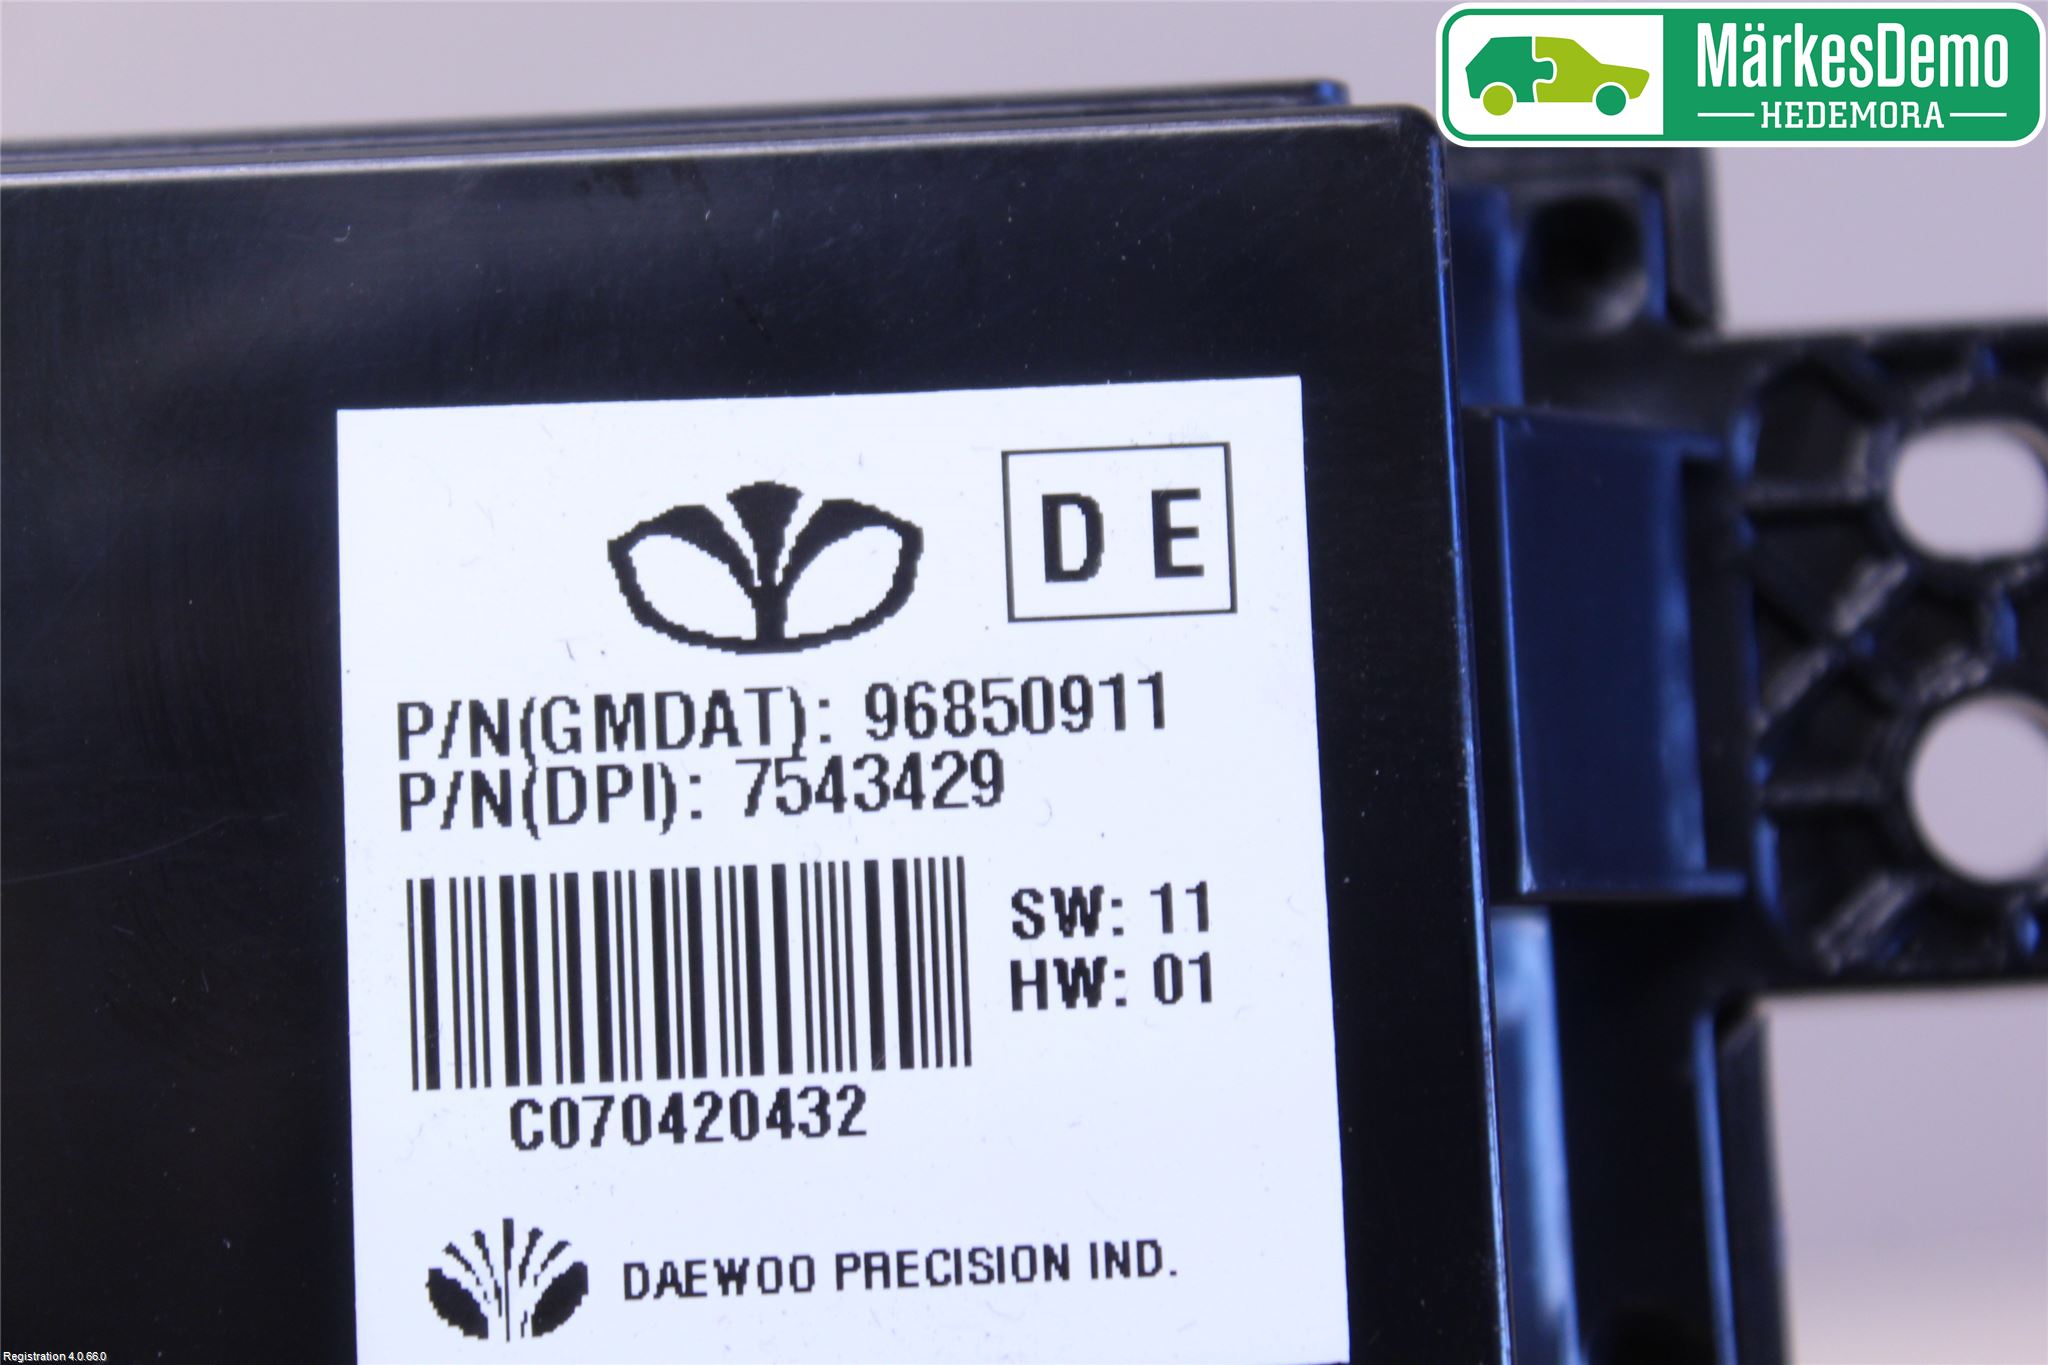 MärkesDemo
HEDEMORA
D E
P/N(GMDAT): 96850911
P/N(DPI): 7543429
SW: 11
HW: 01
C070420432
DAEWOO PRECISION IND.
Registration 4.0.66.0